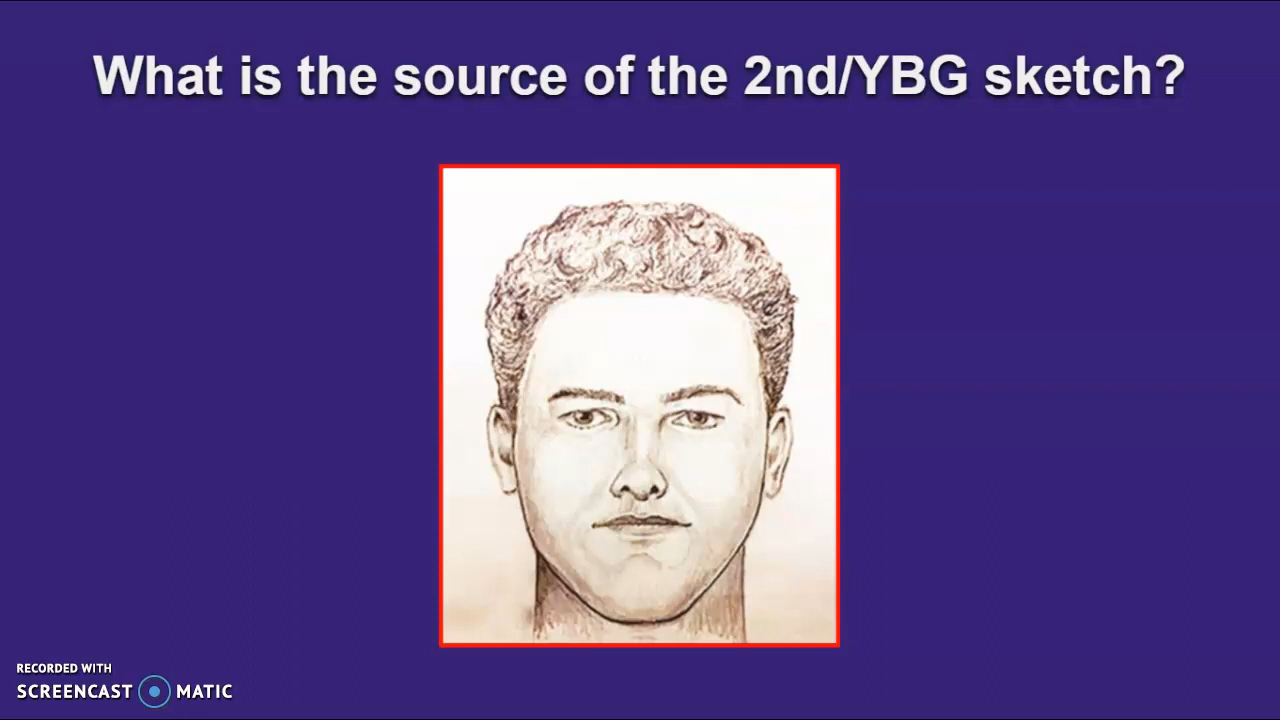 What is the source of the 2nd/YBG sketch?
RECORDED WITH
SCREENCAST MATIC